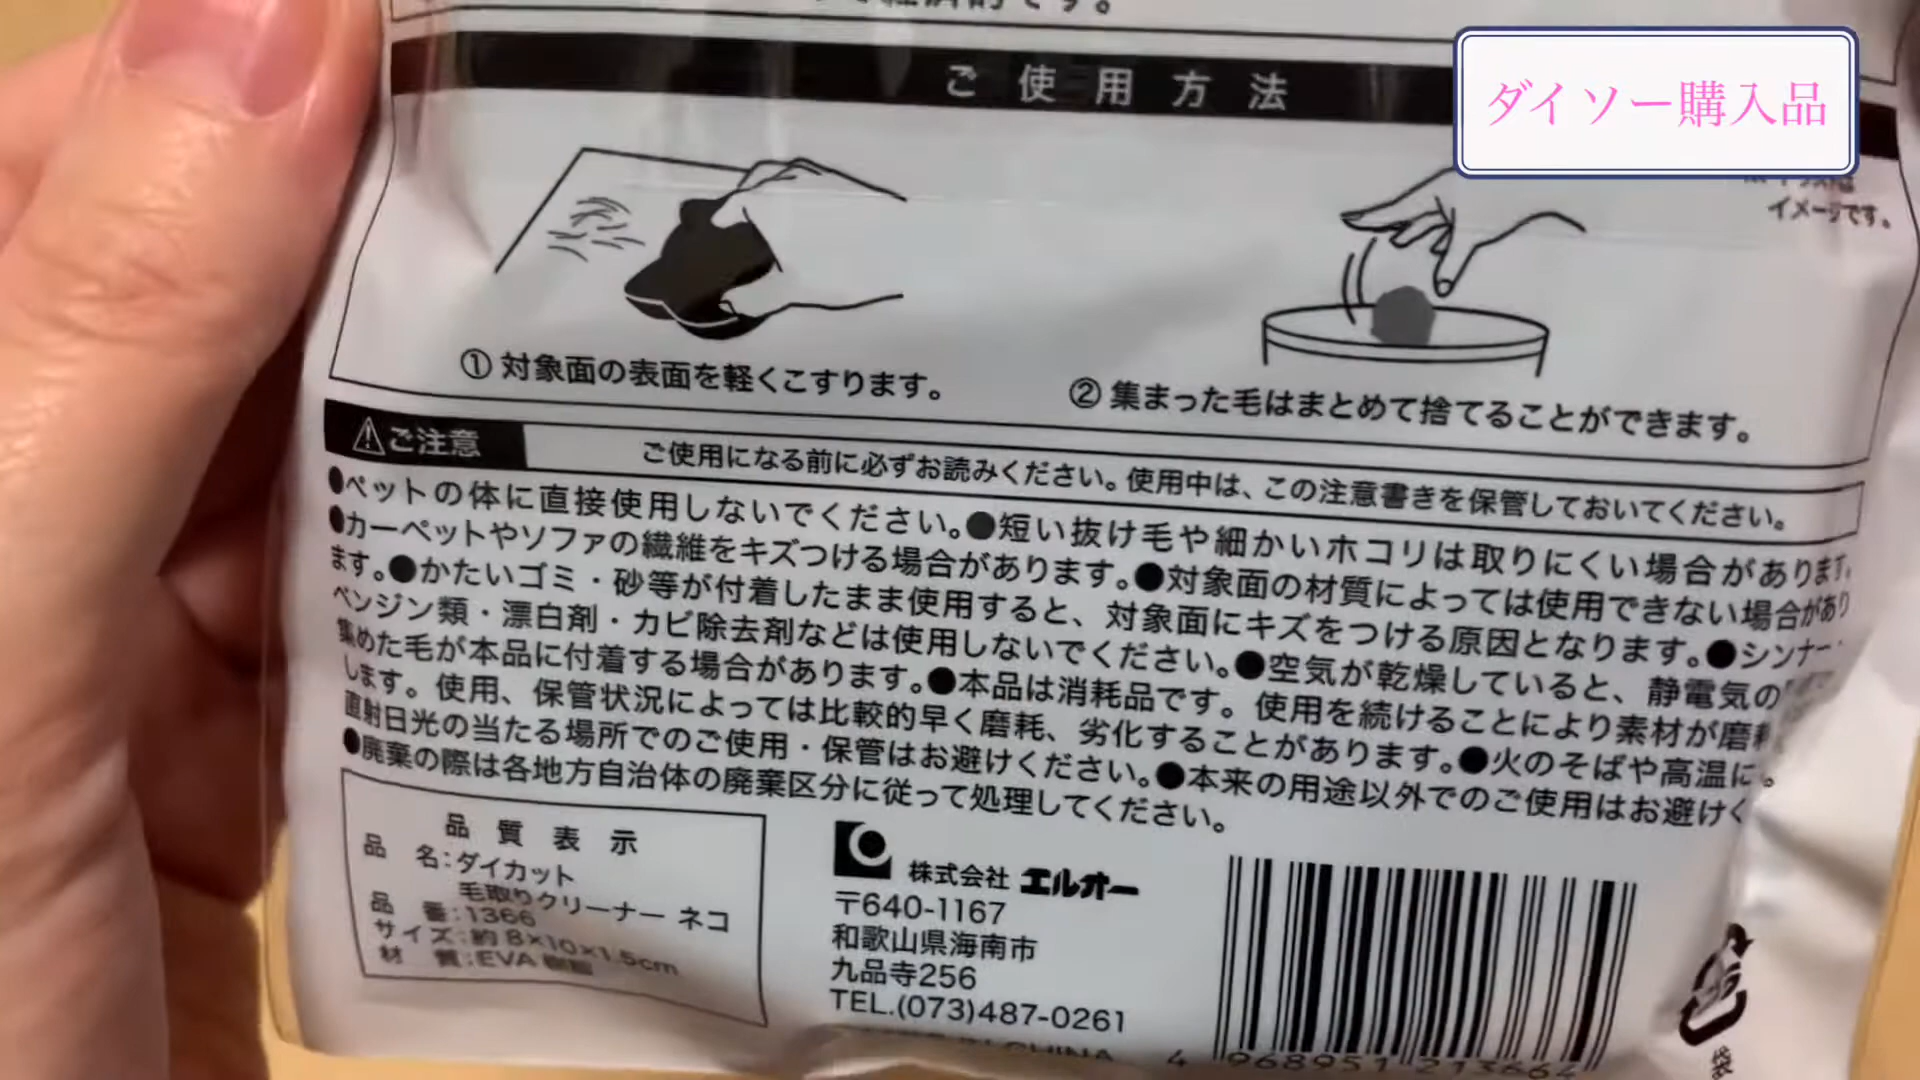 ダイソー購入品
ご使用方法
イメージです。
① 対象面の表面を軽くこすります。
② 集まった毛はまとめて捨てることができます。
⚠ご注意
ご使用になる前に必ずお読みください。使用中は、この注意書きを保管しておいてください。
●ペットの体に直接使用しないでください。●短い抜け毛や細かいホコリは取りにくい場合があります。
●カーペットやソファの繊維をキズつける場合があります。●対象面の材質によっては使用できない場合があり
ます。●かたいゴミ・砂等が付着したまま使用すると、対象面にキズをつける原因となります。●シンナー・
ベンジン類・漂白剤・カビ除去剤などは使用しないでください。●空気が乾燥していると、静電気の
集めた毛が本品に付着する場合があります。●本品は消耗品です。使用を続けることにより素材が磨耗
します。使用、保管状況によっては比較的早く磨耗、劣化することがあります。●火のそばや高温に
直射日光の当たる場所でのご使用・保管はお避けください。●本来の用途以外でのご使用はお避けく
●廃棄の際は各地方自治体の廃棄区分に従って処理してください。
品質表示
品 名:ダイカット
毛取りクリーナー ネコ
品 番:1366
サイズ:約8×10×1.5cm
材 質:EVA樹脂
株式会社 エルオー
〒640-1167
和歌山県海南市
九品寺256
TEL.(073)487-0261
CHINA
4 968951 213664
プラ
袋